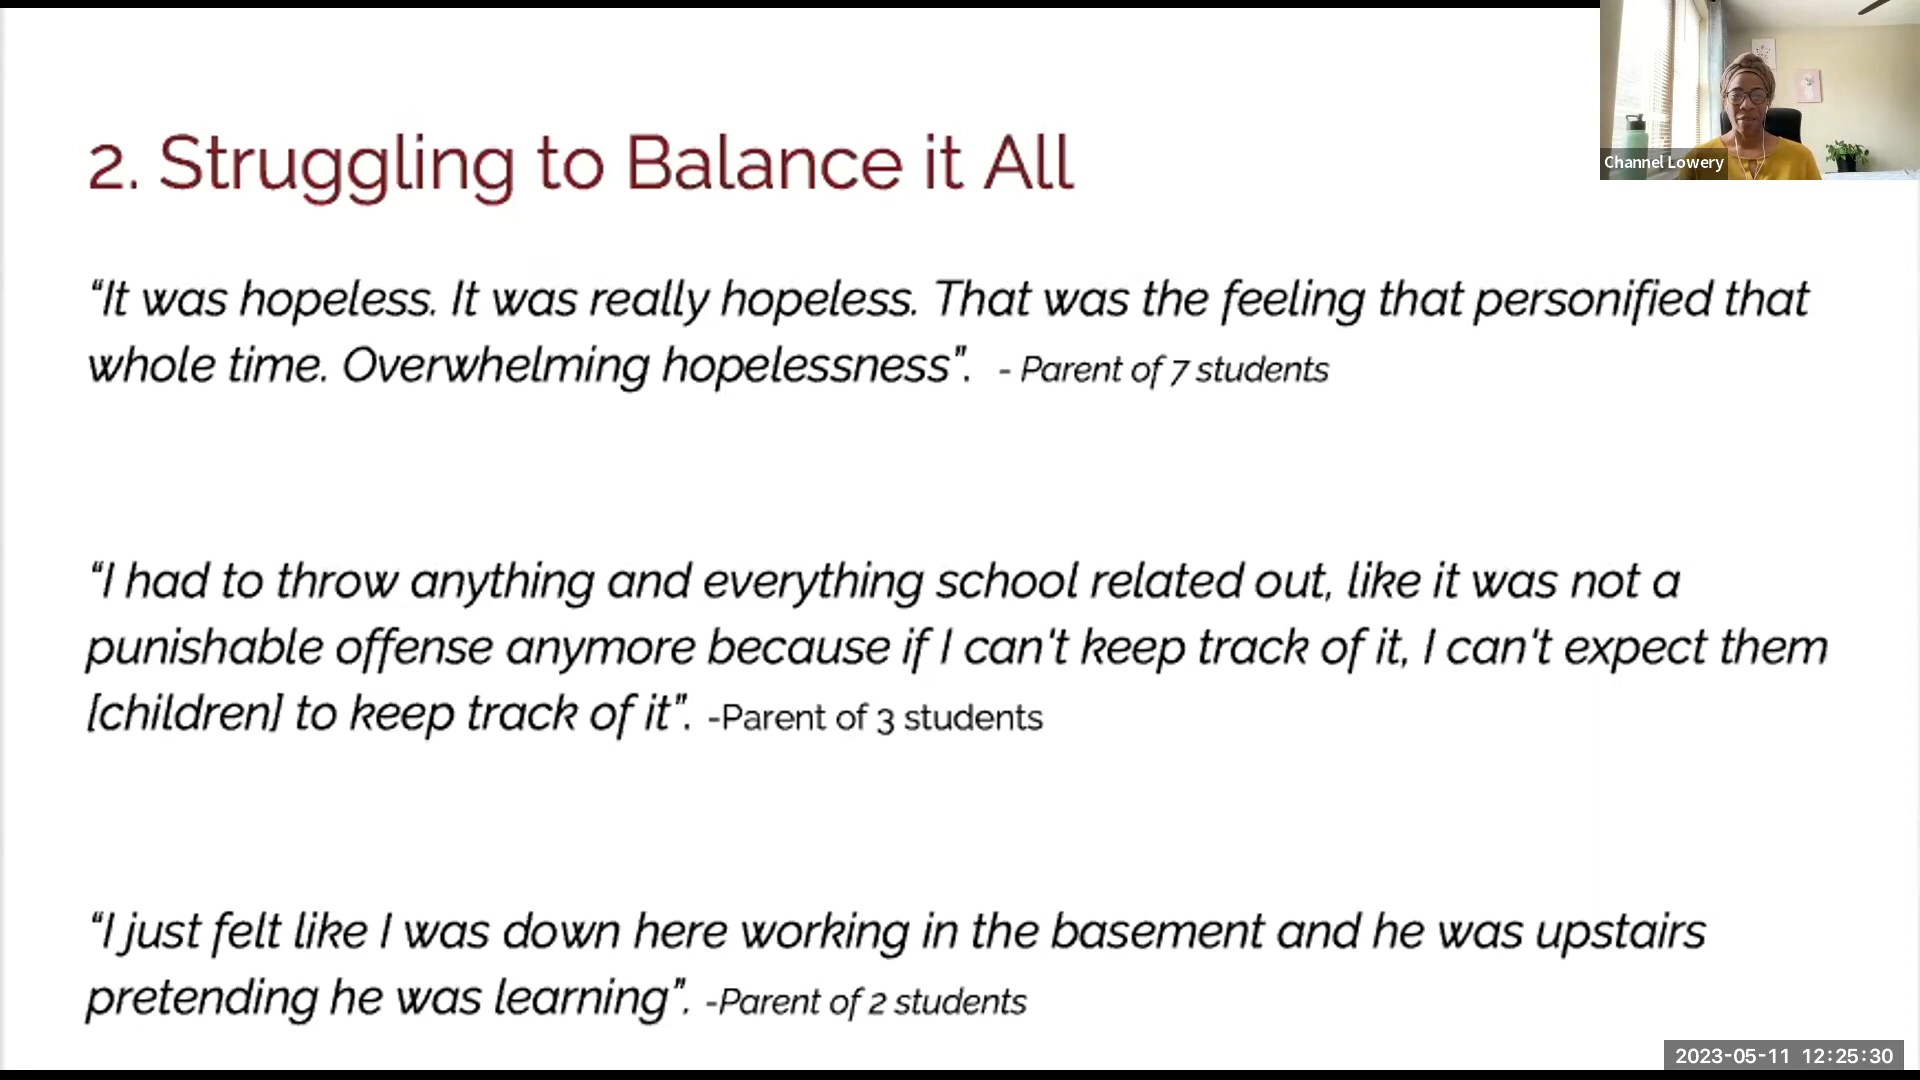 2. Struggling to Balance it All
“It was hopeless. It was really hopeless. That was the feeling that personified that
whole time. Overwhelming hopelessness”. - Parent of 7 students
“I had to throw anything and everything school related out, like it was not a
punishable offense anymore because if I can't keep track of it, I can't expect them
[children] to keep track of it”. -Parent of 3 students
“I just felt like I was down here working in the basement and he was upstairs
pretending he was learning”. -Parent of 2 students
Channel Lowery
2023-05-11 12:25:30